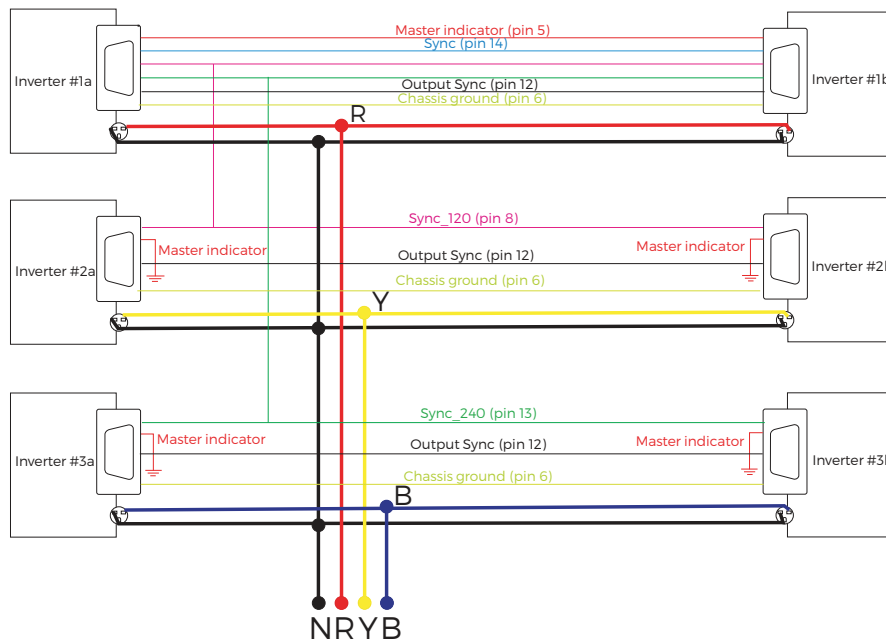 Master indicator (pin 5)
Sync (pin 14)
Inverter #1a
Inverter #1b
Output Sync (pin 12)
Chassis ground (pin 6)
R
Sync_120 (pin 8)
Master indicator
Master indicator
Output Sync (pin 12)
Inverter #2a
Chassis ground (pin 6)
Y
Sync_240 (pin 13)
Master indicator
Master indicator
Output Sync (pin 12)
Inverter #3a
Chassis ground (pin 6)
B
N R Y B